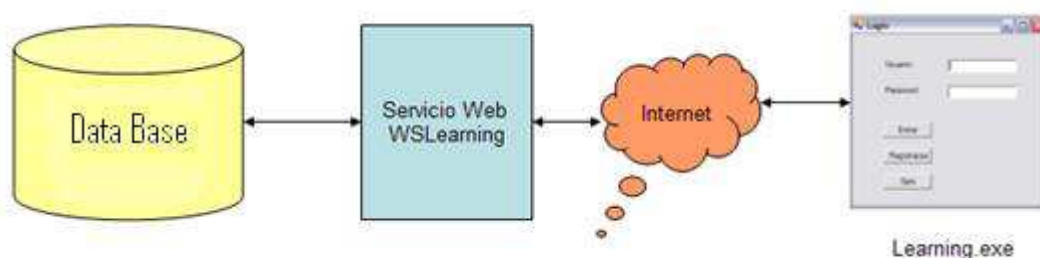 Data Base
Servicio Web
WSLearning
Internet
Login
Usuario
Password
Entrar
Registrarse
Salir
Learning.exe